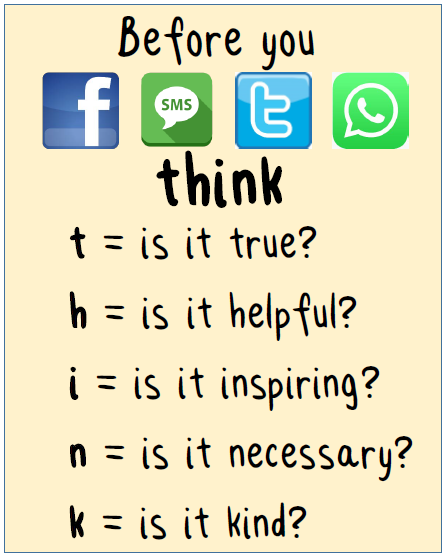 Before you
f SMS t
think
t = is it true?
h = is it helpful?
i = is it inspiring?
n = is it necessary?
k = is it kind?